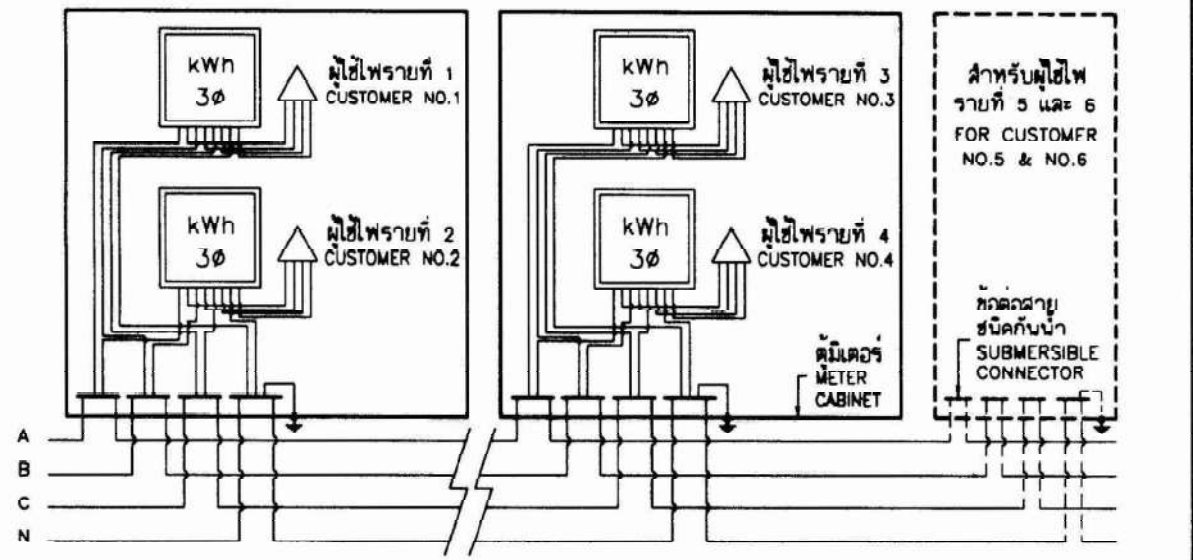 kWh
3ø
ผู้ใช้ไฟรายที่ 1
CUSTOMER NO.1
kWh
3ø
ผู้ใช้ไฟรายที่ 2
CUSTOMER NO.2
kWh
3ø
ผู้ใช้ไฟรายที่ 3
CUSTOMER NO.3
kWh
3ø
ผู้ใช้ไฟรายที่ 4
CUSTOMER NO.4
ตู้มิเตอร์
METER
CABINET
สำหรับผู้ใช้ไฟ
รายที่ 5 และ 6
FOR CUSTOMER
NO.5 & NO.6
ข้อต่อสาย
ชนิดกันน้ำ
SUBMERSIBLE
CONNECTOR
A
B
C
N